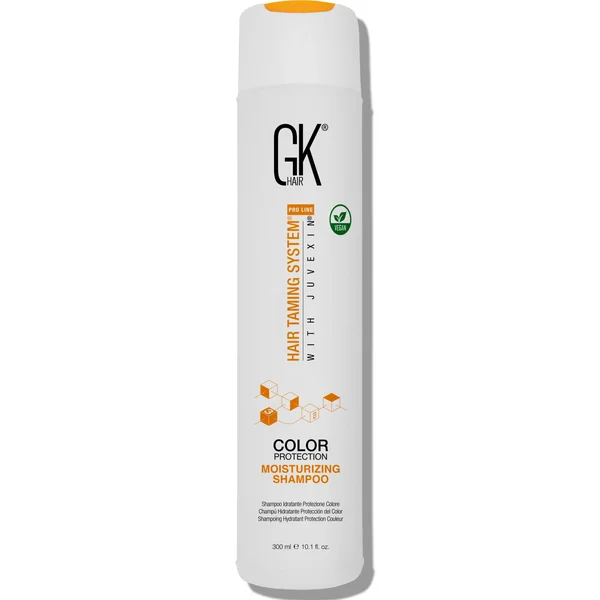 GK®
HAIR
PRO LINE
HAIR TAMING SYSTEM®
WITH JUVEXIN®
VEGAN
COLOR
PROTECTION
MOISTURIZING
SHAMPOO
Shampoo Idratante Protezione Colore
Champú Hidratante Protección del Color
Shampoing Hydratant Protection Couleur
300 ml ℮ 10.1 fl. oz.